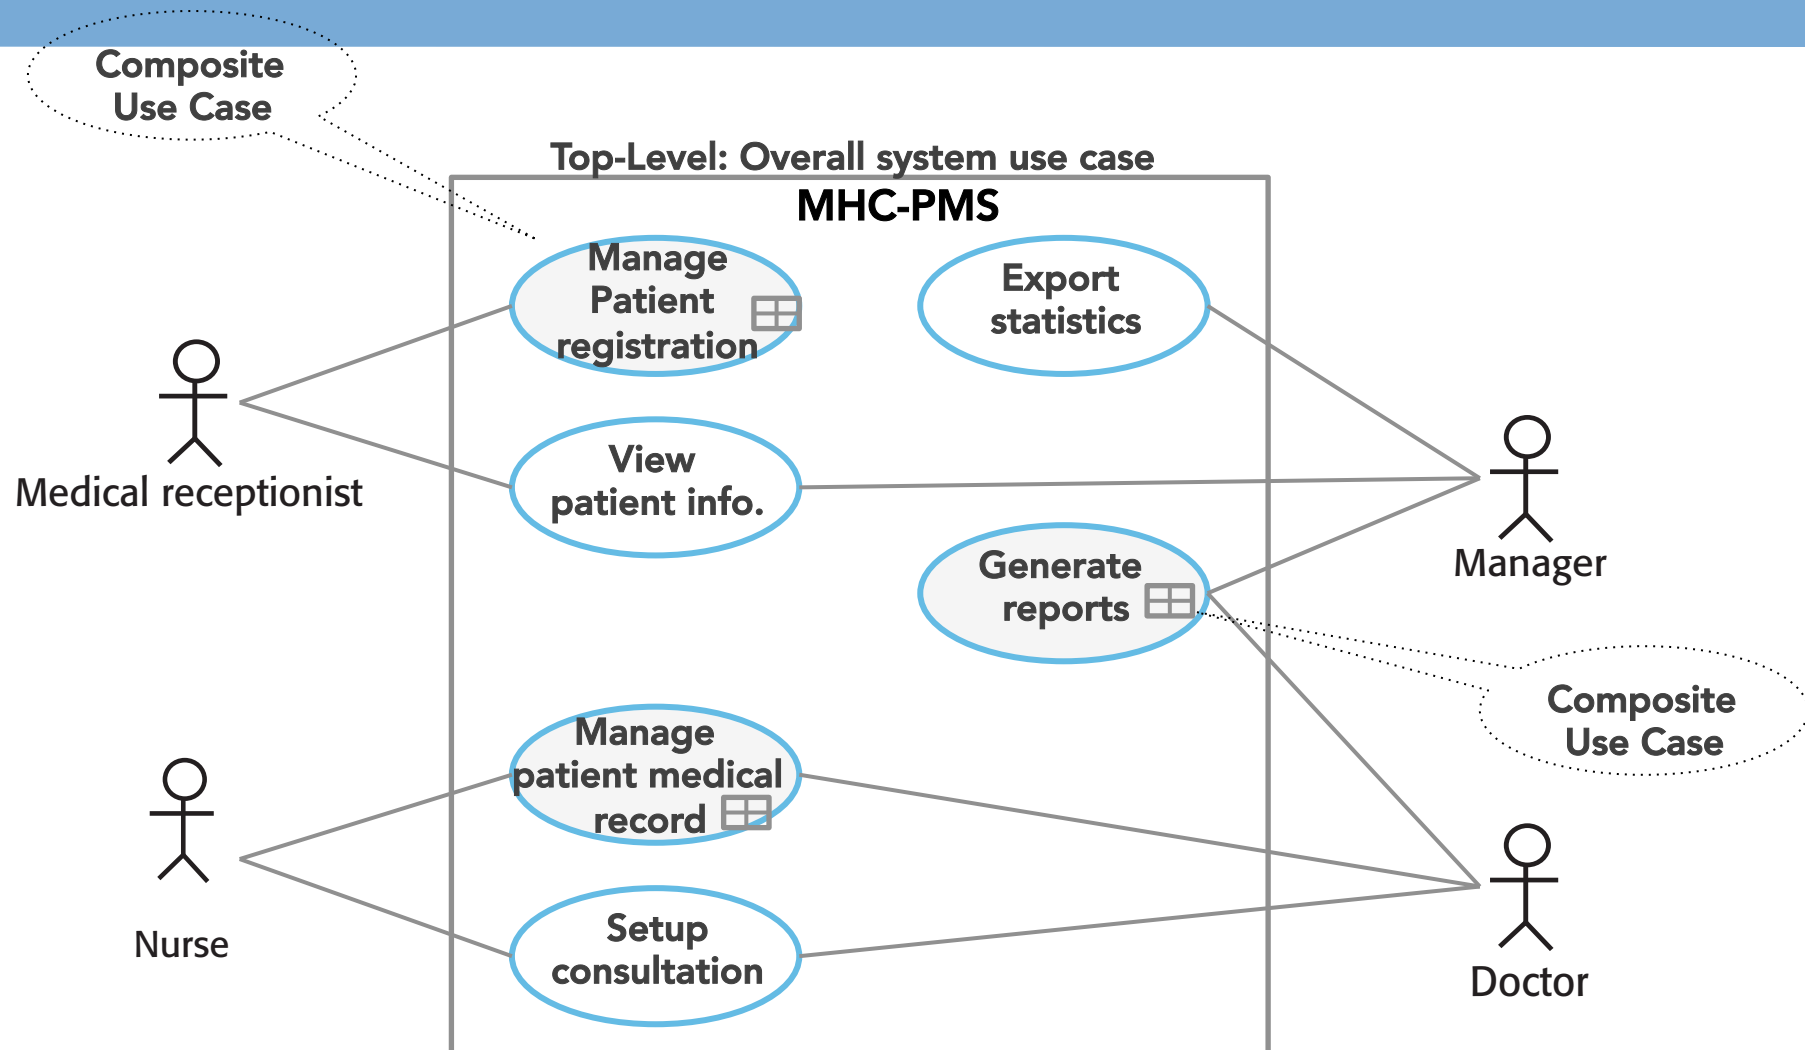 Composite
Use Case
Top-Level: Overall system use case
MHC-PMS
Manage
Patient
registration
Export
statistics
Medical receptionist
View
patient info.
Manager
Generate
reports
Composite
Use Case
Manage
patient medical
record
Nurse
Setup
consultation
Doctor